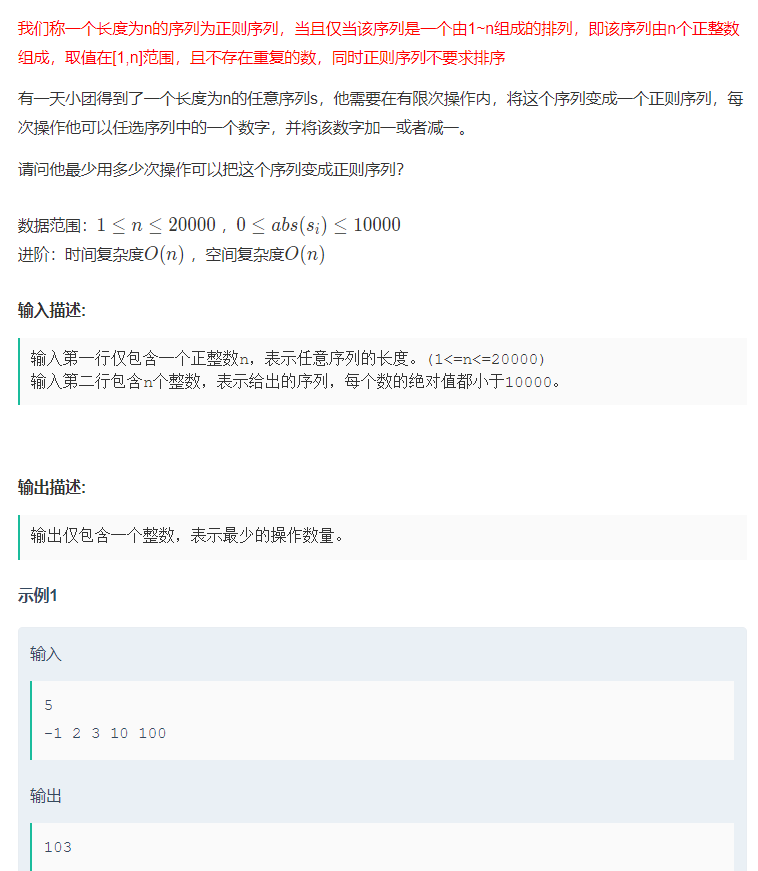 我们称一个长度为n的序列为正则序列，当且仅当该序列是一个由1~n组成的排列，即该序列由n个正整数
组成，取值在[1,n]范围，且不存在重复的数，同时正则序列不要求排序
有一天小团得到了一个长度为n的任意序列s，他需要在有限次操作内，将这个序列变成一个正则序列，每
次操作他可以任选序列中的一个数字，并将该数字加一或者减一。
请问他最少用多少次操作可以把这个序列变成正则序列？
数据范围：1 ≤ n ≤ 20000 ，0 ≤ abs(s_i) ≤ 10000
进阶：时间复杂度O(n) ，空间复杂度O(n)
输入描述:
输入第一行仅包含一个正整数n，表示任意序列的长度。(1<=n<=20000)
输入第二行包含n个整数，表示给出的序列，每个数的绝对值都小于10000。
输出描述:
输出仅包含一个整数，表示最少的操作数量。
示例1
输入
5
-1 2 3 10 100
输出
103